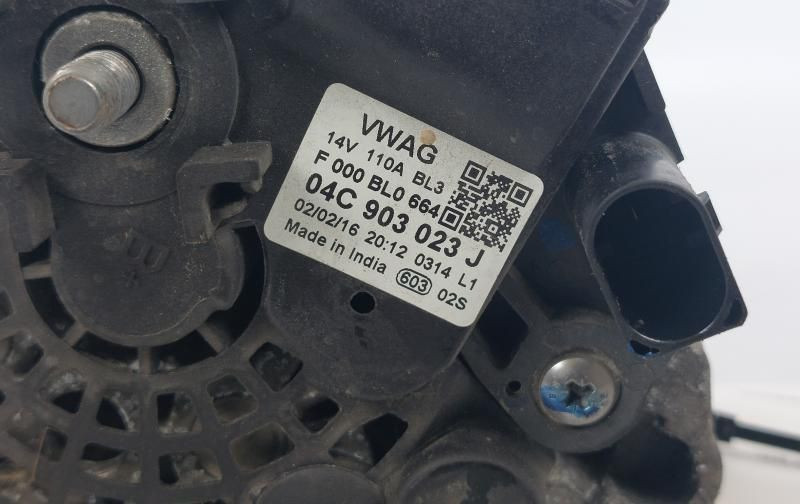 VWAG
14V 110A BL3
F 000 BL0 664
04C 903 023 J
02/02/16 20:12 0314 L1
Made in India 603 02S